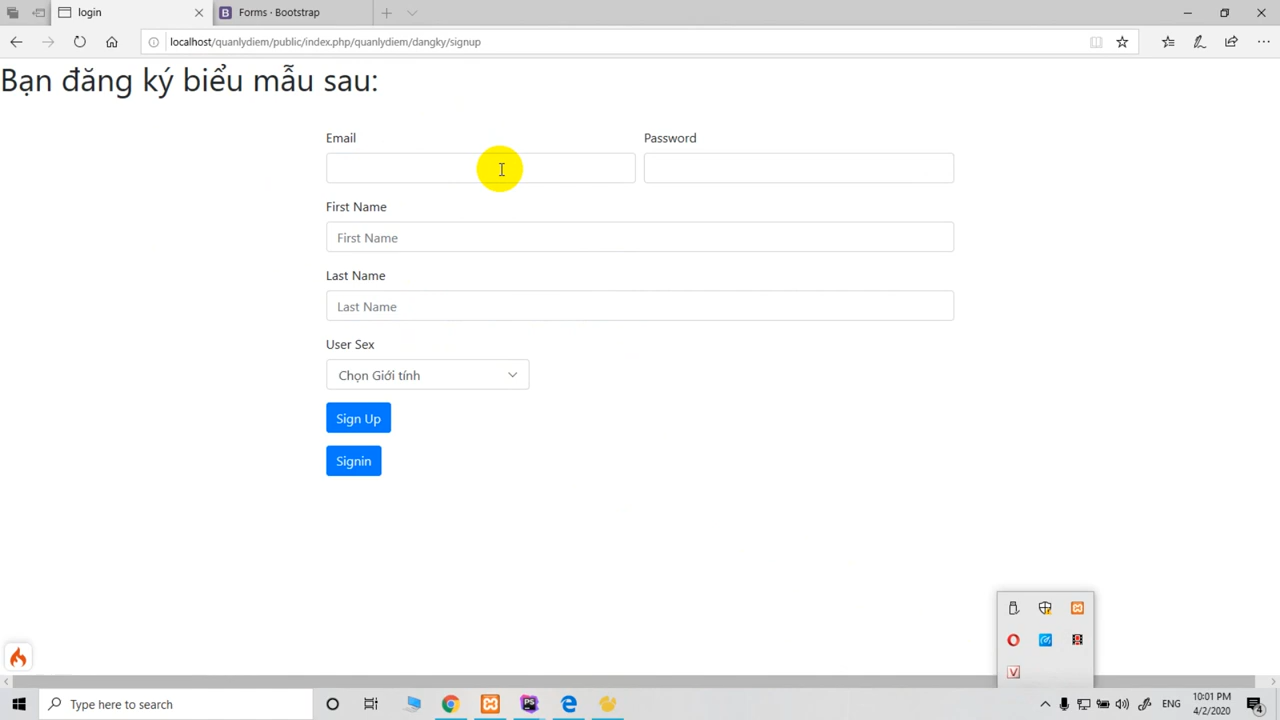 login
Forms · Bootstrap
localhost/quanlydiem/public/index.php/quanlydiem/dangky/signup
Bạn đăng ký biểu mẫu sau:
Email
Password
First Name
First Name
Last Name
Last Name
User Sex
Chọn Giới tính
Sign Up
Signin
Type here to search
ENG
10:01 PM
4/2/2020
4